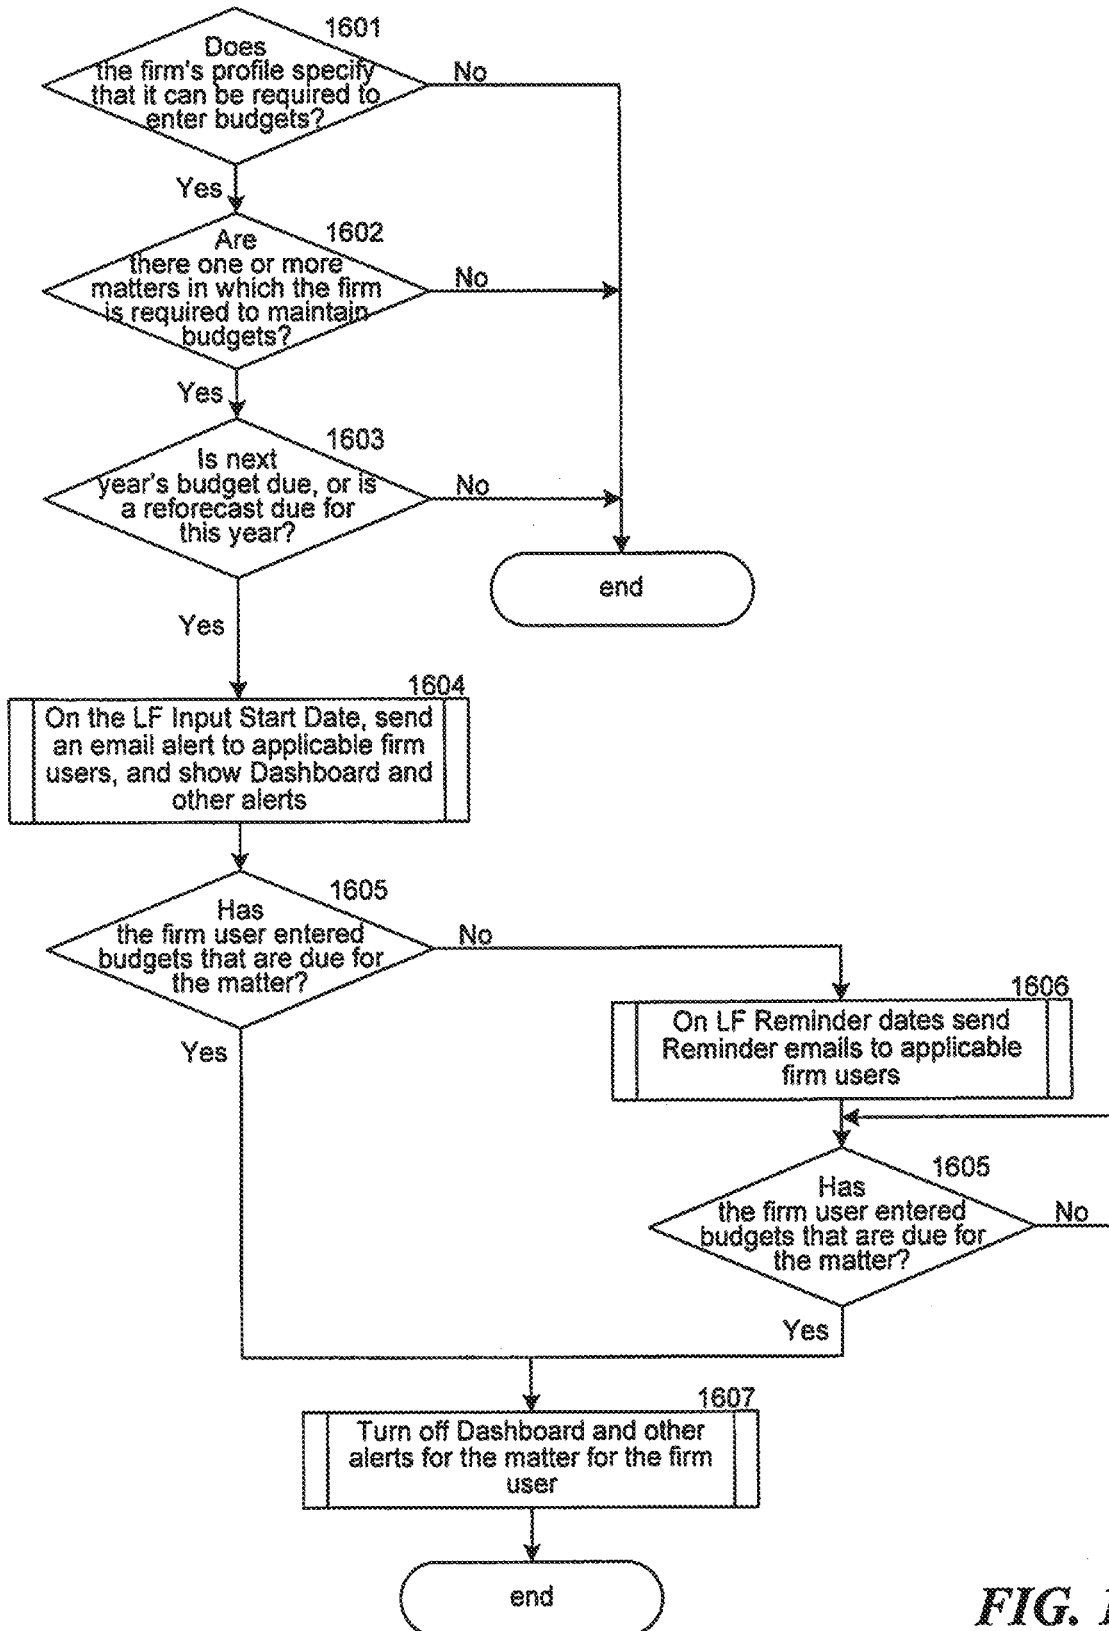 1601
Does
the firm's profile specify
that it can be required to
enter budgets?
No
Yes
1602
Are
there one or more
matters in which the firm
is required to maintain
budgets?
No
Yes
1603
Is next
year's budget due, or is
a reforecast due for
this year?
No
end
Yes
1604
On the LF Input Start Date, send
an email alert to applicable firm
users, and show Dashboard and
other alerts
1605
Has
the firm user entered
budgets that are due for
the matter?
No
Yes
1606
On LF Reminder dates send
Reminder emails to applicable
firm users
1605
Has
the firm user entered
budgets that are due for
the matter?
No
Yes
1607
Turn off Dashboard and other
alerts for the matter for the firm
user
end
FIG.